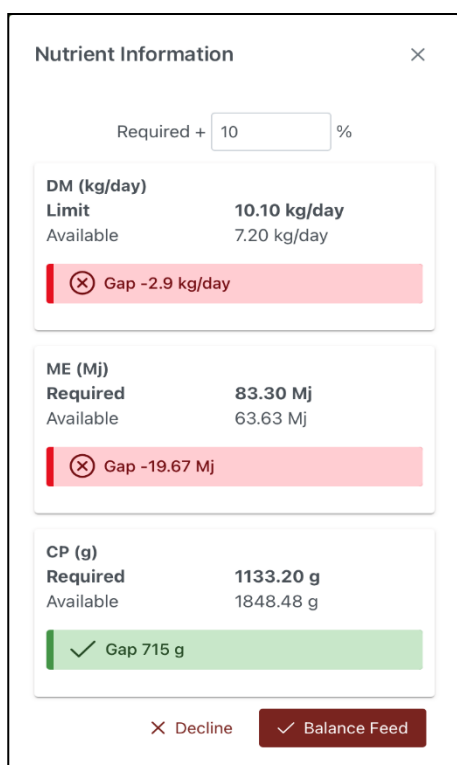 Nutrient Information
Required + 10 %
DM (kg/day)
Limit 10.10 kg/day
Available 7.20 kg/day
Gap -2.9 kg/day
ME (Mj)
Required 83.30 Mj
Available 63.63 Mj
Gap -19.67 Mj
CP (g)
Required 1133.20 g
Available 1848.48 g
Gap 715 g
Decline Balance Feed